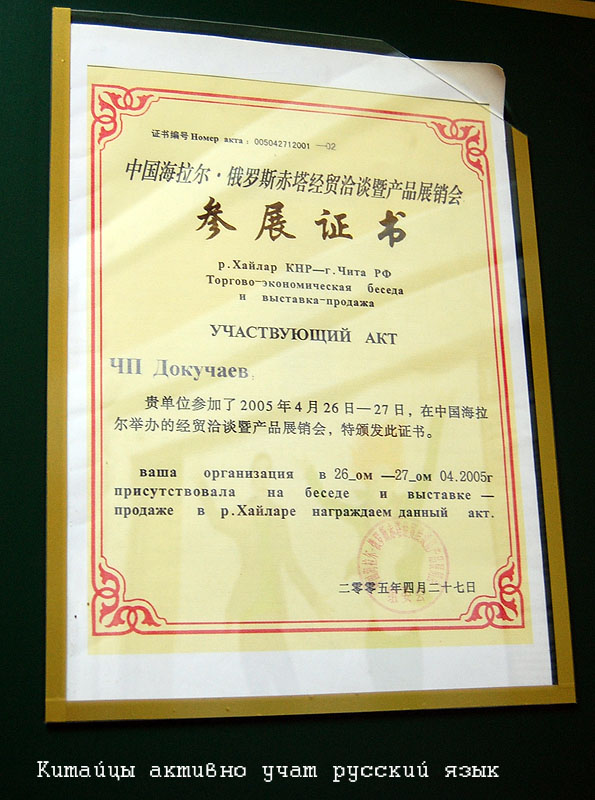 证书编号 Номер акта: 005042712001 —02
中国海拉尔·俄罗斯赤塔经贸洽谈暨产品展销会
参展证书
р.Хайлар КНР—г.Чита РФ
Торгово-экономическая беседа
и выставка-продажа
УЧАСТВУЮЩИЙ АКТ
ЧП Докучаев
贵单位参加了2005年4月26日—27日，在中国海拉
尔举办的经贸洽谈暨产品展销会，特颁发此证书。
ваша организация в 26_ом —27_ом 04.2005г
присутствовала на беседе и выставке —
продаже в р.Хайларе награждаем данный акт.
二零零五年四月二十七日
Китайцы активно учат русский язык